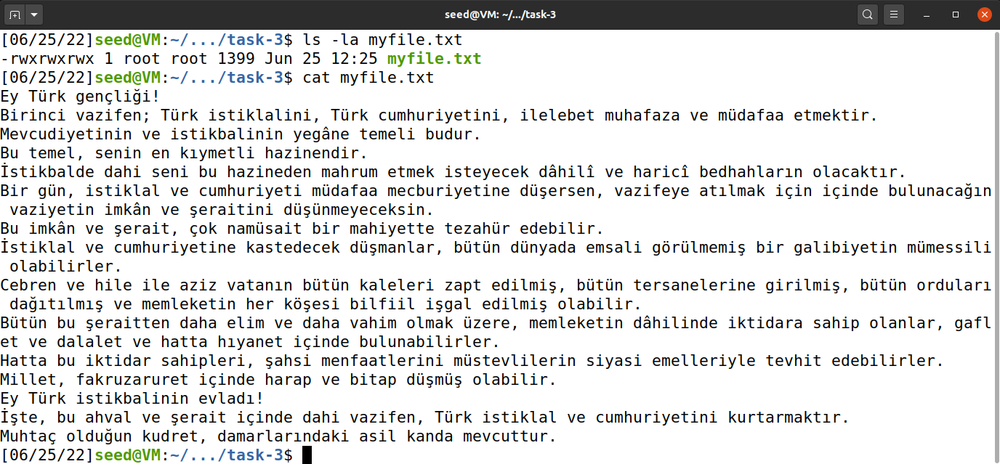 seed@VM: ~/.../task-3
[06/25/22]seed@VM:~/.../task-3$ ls -la myfile.txt
-rwxrwxrwx 1 root root 1399 Jun 25 12:25 myfile.txt
[06/25/22]seed@VM:~/.../task-3$ cat myfile.txt
Ey Türk gençliği!
Birinci vazifen; Türk istiklalini, Türk cumhuriyetini, ilelebet muhafaza ve müdafaa etmektir.
Mevcudiyetinin ve istikbalinin yegâne temeli budur.
Bu temel, senin en kıymetli hazinendir.
İstikbalde dahi seni bu hazineden mahrum etmek isteyecek dâhilî ve haricî bedhahların olacaktır.
Bir gün, istiklal ve cumhuriyeti müdafaa mecburiyetine düşersen, vazifeye atılmak için içinde bulunacağın
 vaziyetin imkân ve şeraitini düşünmeyeceksin.
Bu imkân ve şerait, çok namüsait bir mahiyette tezahür edebilir.
İstiklal ve cumhuriyetine kastedecek düşmanlar, bütün dünyada emsali görülmemiş bir galibiyetin mümessili
 olabilirler.
Cebren ve hile ile aziz vatanın bütün kaleleri zapt edilmiş, bütün tersanelerine girilmiş, bütün orduları
 dağıtılmış ve memleketin her köşesi bilfiil işgal edilmiş olabilir.
Bütün bu şeraitten daha elim ve daha vahim olmak üzere, memleketin dâhilinde iktidara sahip olanlar, gafl
et ve dalalet ve hatta hıyanet içinde bulunabilirler.
Hatta bu iktidar sahipleri, şahsi menfaatlerini müstevlilerin siyasi emelleriyle tevhit edebilirler.
Millet, fakruzaruret içinde harap ve bitap düşmüş olabilir.
Ey Türk istikbalinin evladı!
İşte, bu ahval ve şerait içinde dahi vazifen, Türk istiklal ve cumhuriyetini kurtarmaktır.
Muhtaç olduğun kudret, damarlarındaki asil kanda mevcuttur.
[06/25/22]seed@VM:~/.../task-3$